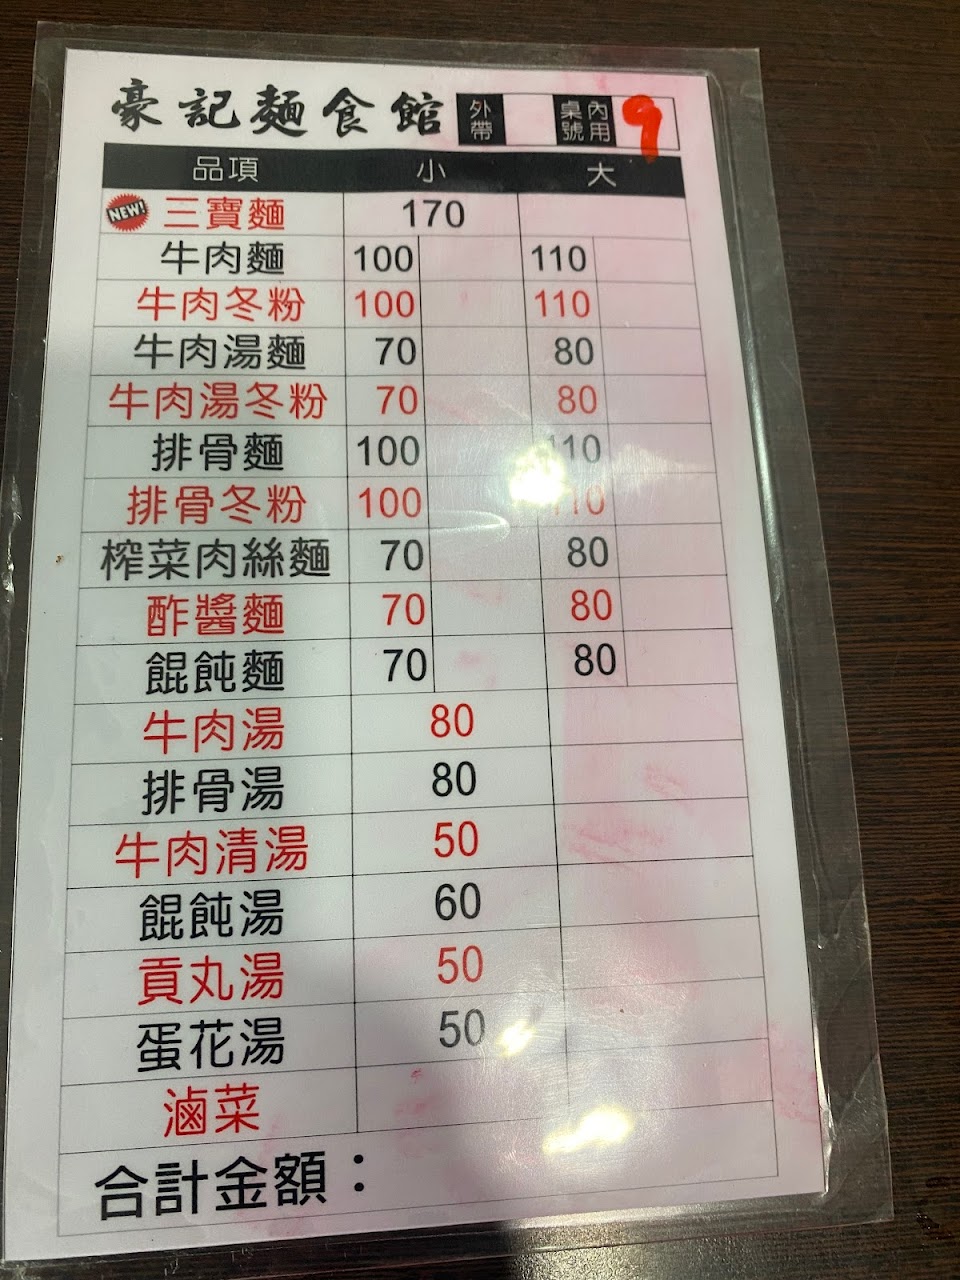 豪記麵食館 外帶 內用桌號 9
品項 小 大
NEW! 三寶麵 170
牛肉麵 100 110
牛肉冬粉 100 110
牛肉湯麵 70 80
牛肉湯冬粉 70 80
排骨麵 100 110
排骨冬粉 100 110
榨菜肉絲麵 70 80
酢醬麵 70 80
餛飩麵 70 80
牛肉湯 80
排骨湯 80
牛肉清湯 50
餛飩湯 60
貢丸湯 50
蛋花湯 50
滷菜
合計金額：